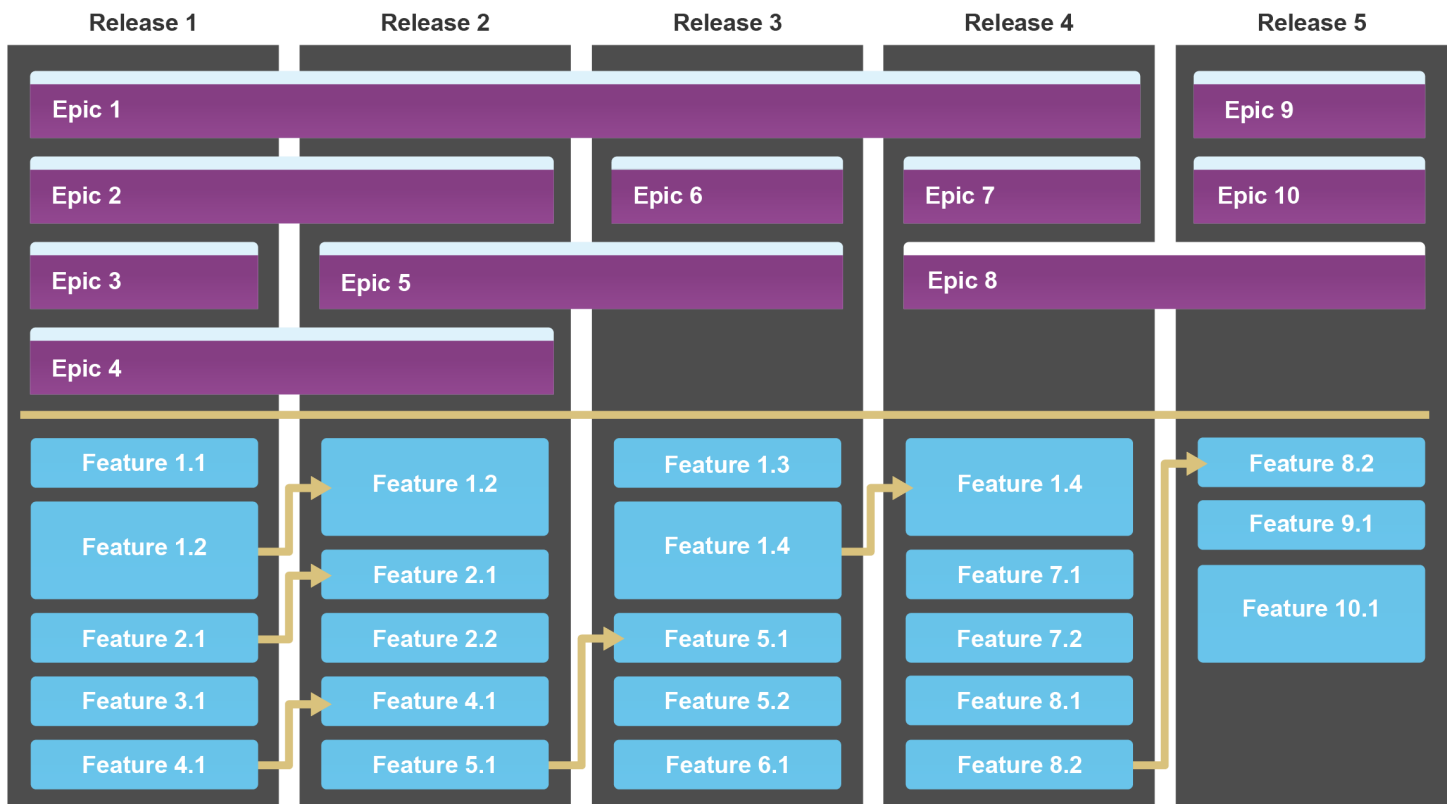 Release 1
Release 2
Release 3
Release 4
Release 5
Epic 1
Epic 9
Epic 2
Epic 6
Epic 7
Epic 10
Epic 3
Epic 5
Epic 8
Epic 4
Feature 1.1
Feature 1.2
Feature 2.1
Feature 3.1
Feature 4.1
Feature 1.2
Feature 2.1
Feature 2.2
Feature 4.1
Feature 5.1
Feature 1.3
Feature 1.4
Feature 5.1
Feature 5.2
Feature 6.1
Feature 1.4
Feature 7.1
Feature 7.2
Feature 8.1
Feature 8.2
Feature 8.2
Feature 9.1
Feature 10.1